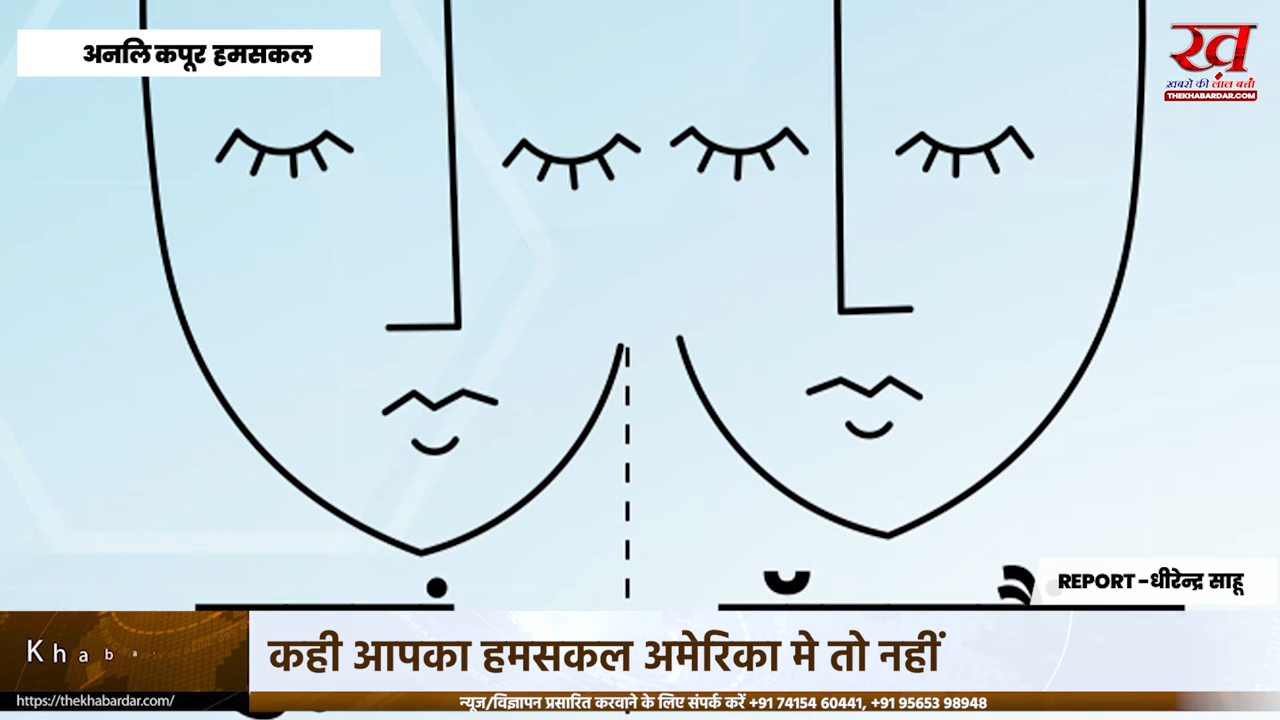 अनलि कपूर हमसकल
ख
ख़बरों की लाल बत्ती
THEKHABARDAR.COM
REPORT -धीरेन्द्र साहू
Khaba
कही आपका हमसकल अमेरिका मे तो नहीं
https://thekhabardar.com/
न्यूज/विज्ञापन प्रसारित करवाने के लिए संपर्क करें +91 74154 60441, +91 95653 98948